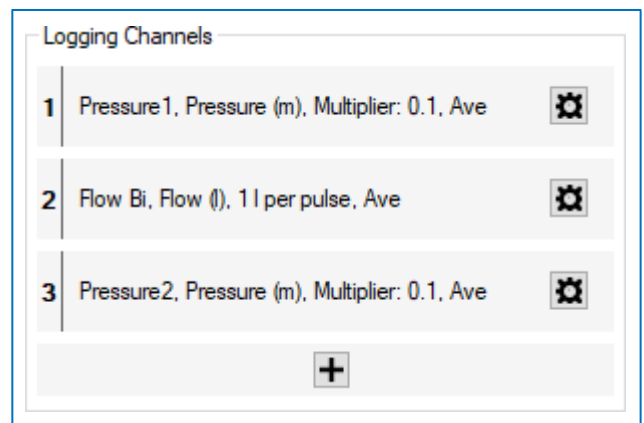 Logging Channels
1 Pressure1, Pressure (m), Multiplier: 0.1, Ave
2 Flow Bi, Flow (l), 1 l per pulse, Ave
3 Pressure2, Pressure (m), Multiplier: 0.1, Ave
+